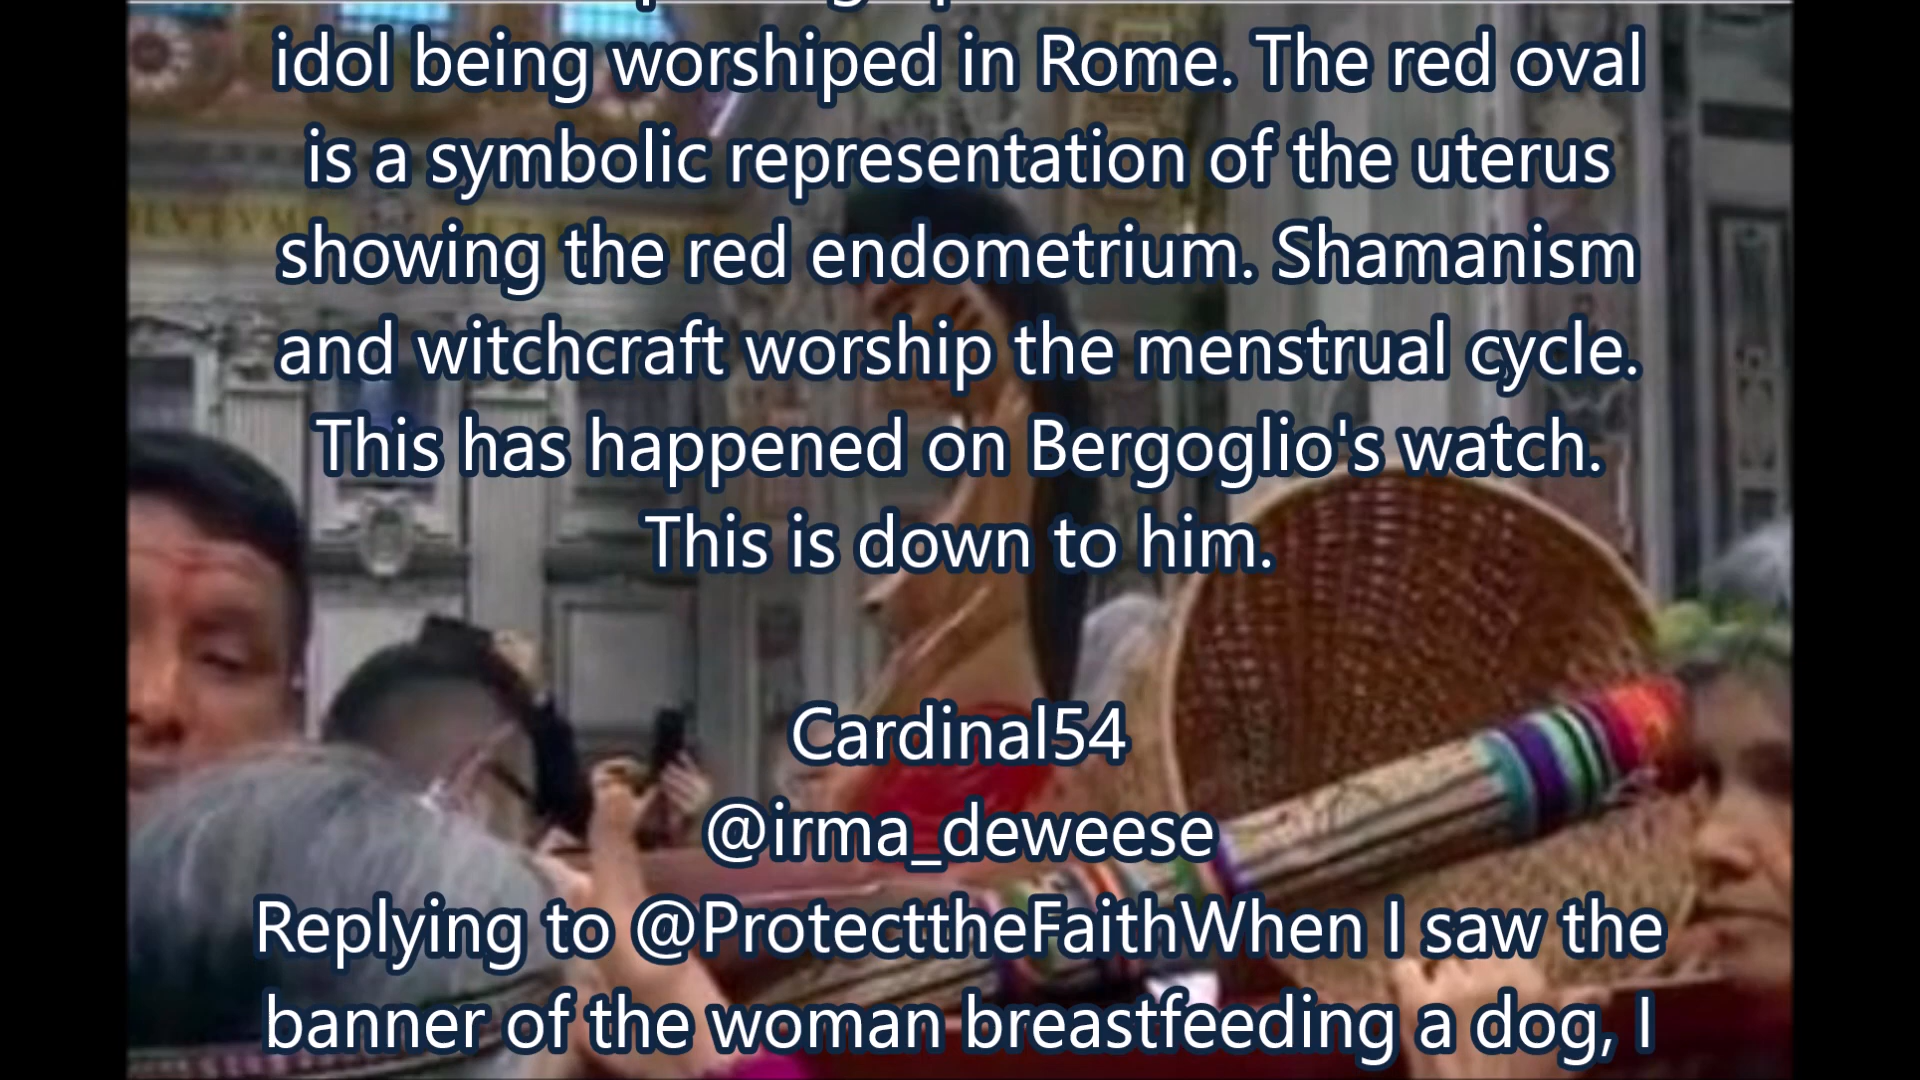 idol being worshiped in Rome. The red oval
is a symbolic representation of the uterus
showing the red endometrium. Shamanism
and witchcraft worship the menstrual cycle.
This has happened on Bergoglio's watch.
This is down to him.
Cardinal54
@irma_deweese
Replying to @ProtecttheFaithWhen I saw the
banner of the woman breastfeeding a dog, I